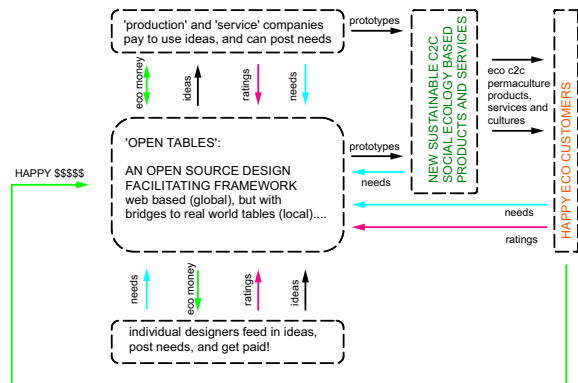 'production' and 'service' companies
pay to use ideas, and can post needs
prototypes
eco money
ideas
ratings
needs
NEW SUSTAINABLE C2C
SOCIAL ECOLOGY BASED
PRODUCTS AND SERVICES
eco c2c
permaculture
products,
services and
cultures
HAPPY ECO CUSTOMERS
'OPEN TABLES':
AN OPEN SOURCE DESIGN
FACILITATING FRAMEWORK
web based (global), but with
bridges to real world tables (local)....
prototypes
needs
HAPPY $$$$$
needs
ratings
needs
eco money
ratings
ideas
individual designers feed in ideas,
post needs, and get paid!